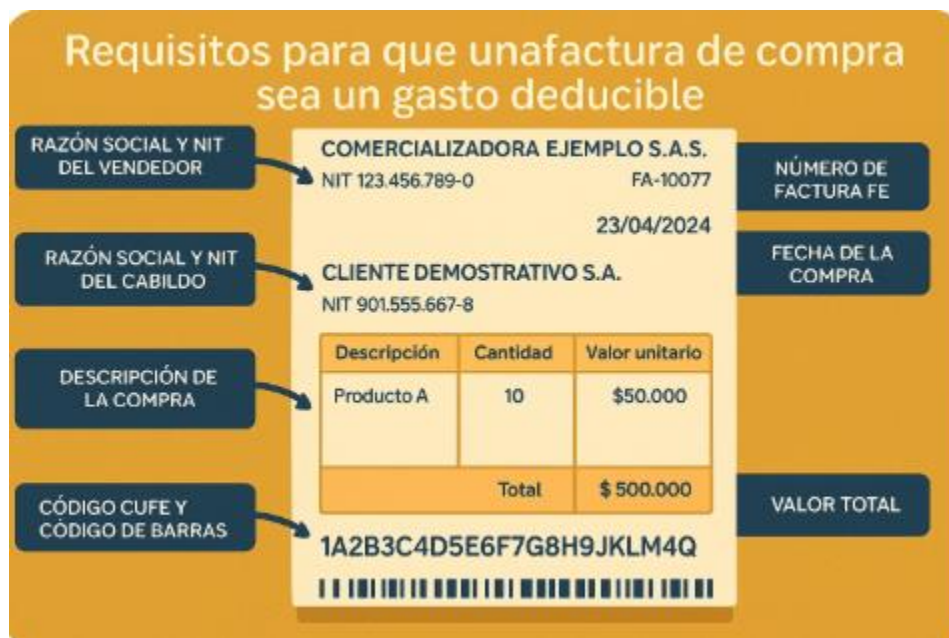 Requisitos para que unafactura de compra
sea un gasto deducible
RAZÓN SOCIAL Y NIT
DEL VENDEDOR
COMERCIALIZADORA EJEMPLO S.A.S.
NIT 123.456.789-0
FA-10077
NÚMERO DE
FACTURA FE
23/04/2024
FECHA DE LA
COMPRA
RAZÓN SOCIAL Y NIT
DEL CABILDO
CLIENTE DEMOSTRATIVO S.A.
NIT 901.555.667-8
DESCRIPCIÓN DE
LA COMPRA
Descripción Cantidad Valor unitario
Producto A 10 $50.000
Total $ 500.000
VALOR TOTAL
CÓDIGO CUFE Y
CÓDIGO DE BARRAS
1A2B3C4D5E6F7G8H9JKLM4Q